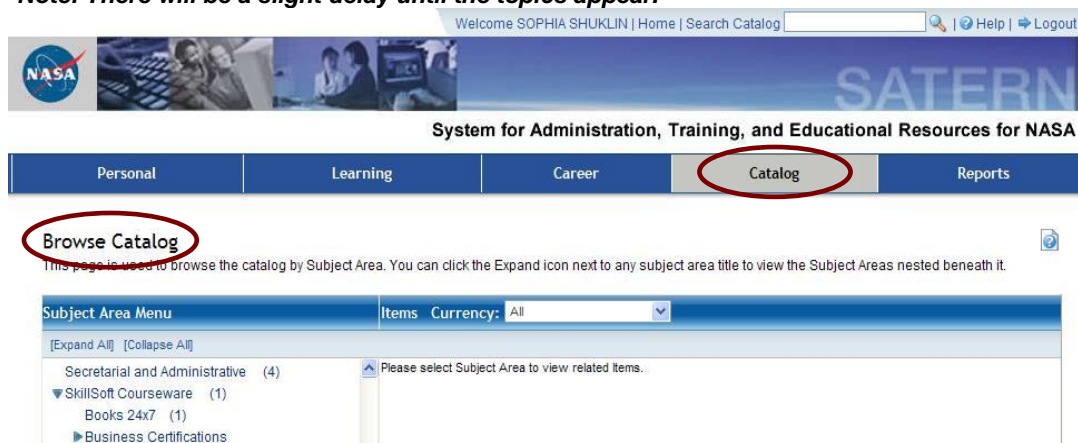 Note: There will be a slight delay until the topics appear.
Welcome SOPHIA SHUKLIN | Home | Search Catalog | Help | Logout
NASA
SATERN
System for Administration, Training, and Educational Resources for NASA
Personal Learning Career Catalog Reports
Browse Catalog
This page is used to browse the catalog by Subject Area. You can click the Expand icon next to any subject area title to view the Subject Areas nested beneath it.
Subject Area Menu Items Currency: All
[Expand All] [Collapse All]
Secretarial and Administrative (4) Please select Subject Area to view related Items.
SkillSoft Courseware (1)
Books 24x7 (1)
Business Certifications